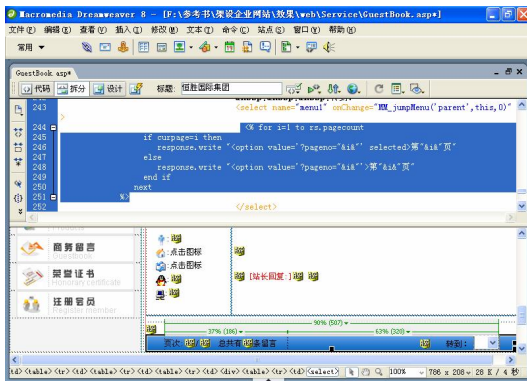 Macromedia Dreamweaver 8 - [F:\参考书\架设企业网站\效果\web\Service\GuestBook.asp*]
文件(F) 编辑(E) 查看(V) 插入(I) 修改(M) 文本(T) 命令(C) 站点(S) 窗口(W) 帮助(H)
常用
GuestBook.asp*
代码 拆分 设计 标题: 恒胜国际集团
243 <select name="menu1" onChange="MM_jumpMenu('parent',this,0)"
>
244 <% for i=1 to rs.pagecount
245 if curpage=i then
246 response.write "<option value='?pageno="&i&"' selected>第"&i&"页"
247 else
248 response.write "<option value='?pageno="&i&"'>第"&i&"页"
249 end if
250 next
251 %>
252 </select>
商务留言
Guestbook
荣誉证书
Honorary certificate
注册会员
Register member
:点击图标
:点击图标
[站长回复:]
90% (507)
37% (186) 63% (320)
页次 / 总共有 条留言 转到:
td> <table> <tr> <td> <table> <tr> <td> <table> <tr> <td> <div> <table> <tr> <td> <select> 100% 786 x 208 28 K / 4 秒